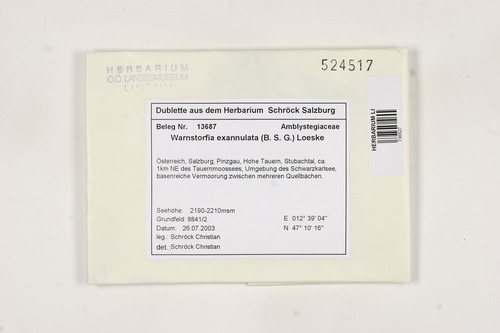 HERBARIUM
O.Ö. LANDESMUSEUM
524517
Dublette aus dem Herbarium Schröck Salzburg
Beleg Nr. 13687 Amblystegiaceae
Warnstorfia exannulata (B. S. G.) Loeske
Österreich, Salzburg, Pinzgau, Hohe Tauern, Stubachtal, ca.
1km NE des Tauernmoossees, Umgebung des Schwarzkarlsee,
basenreiche Vermoorung zwischen mehreren Quellbächen.
Seehöhe: 2190-2210msm
Grundfeld: 8841/2 E 012° 39' 04"
Datum: 26.07.2003 N 47° 10' 16"
leg.: Schröck Christian
det.: Schröck Christian
HERBARIUM LI